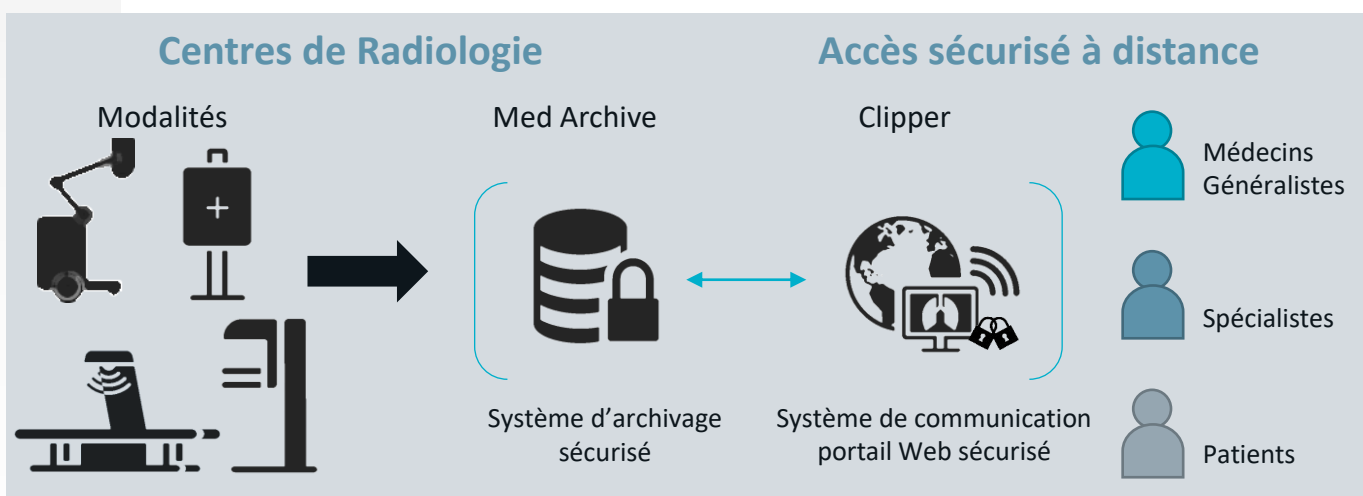 Centres de Radiologie
Accès sécurisé à distance
Modalités
Med Archive
Clipper
Médecins
Généralistes
Spécialistes
Système d’archivage
sécurisé
Système de communication
portail Web sécurisé
Patients